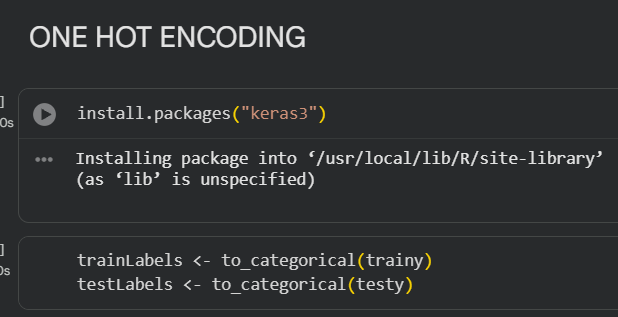 ONE HOT ENCODING
]
0s
install.packages("keras3")
Installing package into ‘/usr/local/lib/R/site-library’
(as ‘lib’ is unspecified)
]
0s
trainLabels <- to_categorical(trainy)
testLabels <- to_categorical(testy)